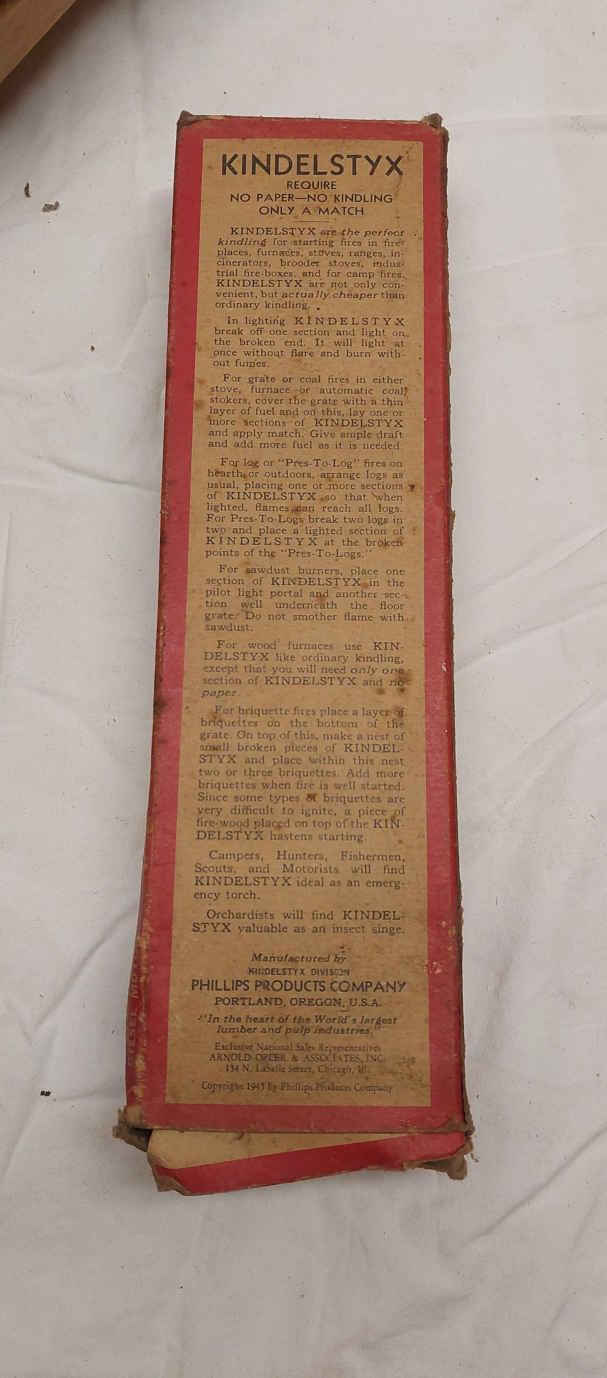 KINDELSTYX
REQUIRE
NO PAPER—NO KINDLING
ONLY A MATCH
KINDELSTYX are the perfect
kindling for starting fires in fire-
places, furnaces, stoves, ranges, in-
cinerators, brooder stoves, indus-
trial fire-boxes, and for camp fires.
KINDELSTYX are not only con-
venient, but actually cheaper than
ordinary kindling.
In lighting KINDELSTYX
break off one section and light on
the broken end. It will light at
once without flare and burn with-
out fumes.
For grate or coal fires in either
stove, furnace or automatic coal
stokers, cover the grate with a thin
layer of fuel and on this, lay one or
more sections of KINDELSTYX
and apply match. Give ample draft
and add more fuel as it is needed.
For log or "Pres-To-Log" fires on
hearth or outdoors, arrange logs as
usual, placing one or more sections
of KINDELSTYX so that when
lighted, flames can reach all logs.
For Pres-To-Logs break two logs in
two and place a lighted section of
KINDELSTYX at the broken
points of the "Pres-To-Logs."
For sawdust burners, place one
section of KINDELSTYX in the
pilot light portal and another sec-
tion well underneath the floor
grate. Do not smother flame with
sawdust.
For wood furnaces use KIN-
DELSTYX like ordinary kindling,
except that you will need only one
section of KINDELSTYX and no
paper.
For briquette fires place a layer of
briquettes on the bottom of the
grate. On top of this, make a nest of
small broken pieces of KINDEL-
STYX and place within this nest
two or three briquettes. Add more
briquettes when fire is well started.
Since some types of briquettes are
very difficult to ignite, a piece of
fire-wood placed on top of the KIN-
DELSTYX hastens starting.
Campers, Hunters, Fishermen,
Scouts, and Motorists will find
KINDELSTYX ideal as an emerg-
ency torch.
Orchardists will find KINDEL-
STYX valuable as an insect singe.
Manufactured by
KINDELSTYX DIVISION
PHILLIPS PRODUCTS COMPANY
PORTLAND, OREGON, U.S.A.
"In the heart of the World's largest
lumber and pulp industries."
Exclusive National Sales Representatives
ARNOLD & ASSOCIATES, INC.
134 N. LaSalle Street, Chicago, Ill.
Copyright 1945 by Phillips Products Company